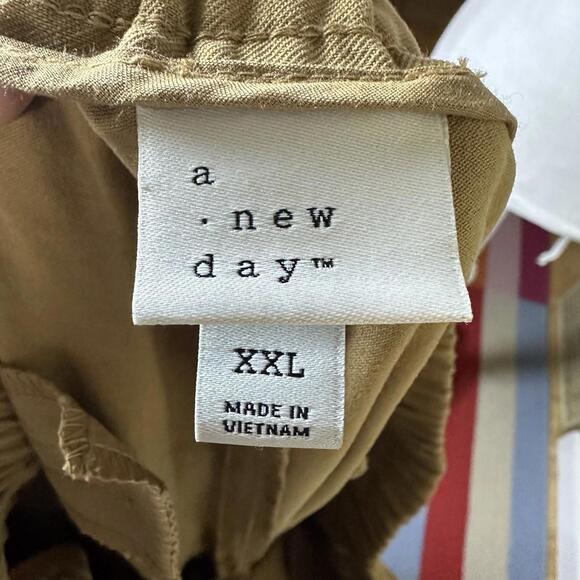 a
· new
day™
XXL
MADE IN
VIETNAM